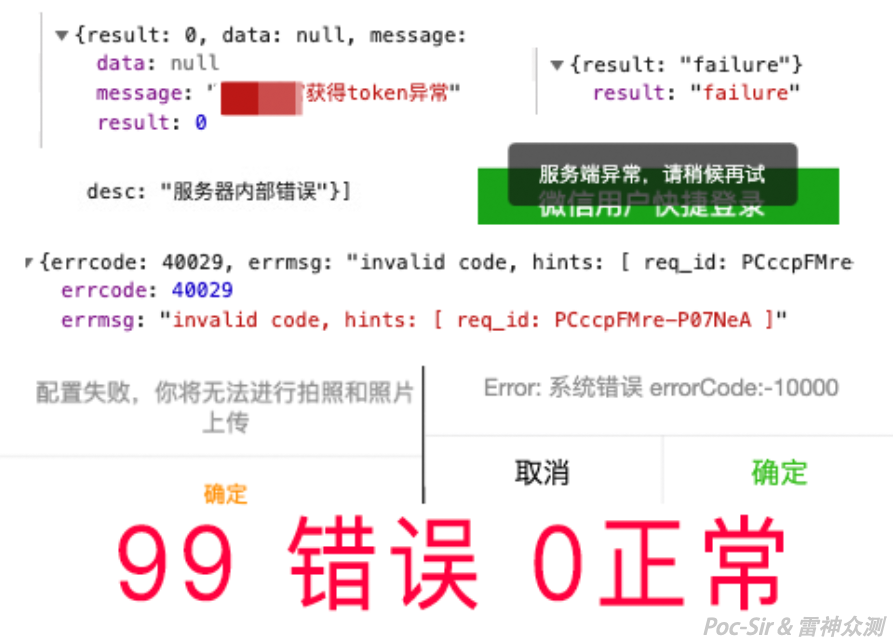 ▼{result: 0, data: null, message:
data: null
message: "获得token异常"
result: 0
▼{result: "failure"}
result: "failure"
desc: "服务器内部错误"}]
服务端异常，请稍候再试
微信用户快捷登录
▼{errcode: 40029, errmsg: "invalid code, hints: [ req_id: PCccpFMre
errcode: 40029
errmsg: "invalid code, hints: [ req_id: PCccpFMre-P07NeA ]"
配置失败，你将无法进行拍照和照片
上传
确定
Error: 系统错误 errorCode:-10000
取消 确定
99 错误 0正常
Poc-Sir & 雷神众测